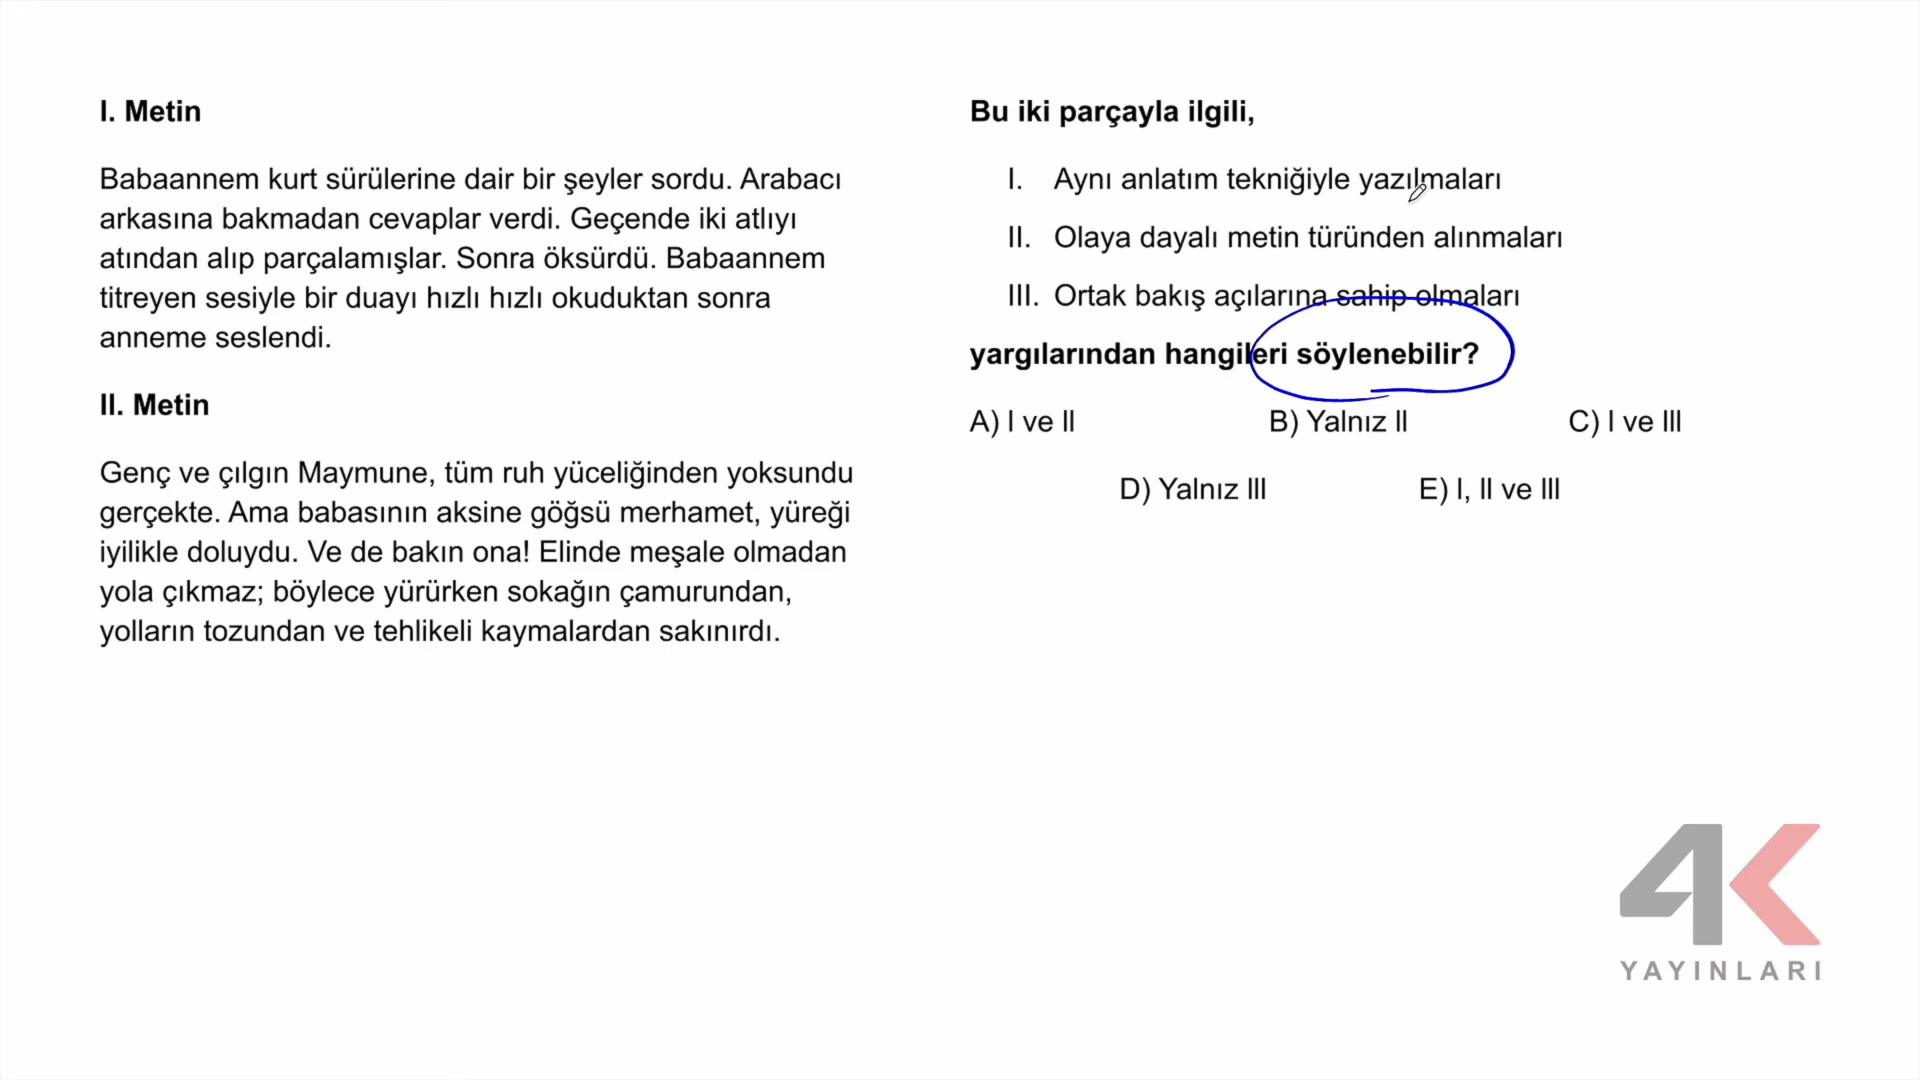 I. Metin
Babaannem kurt sürülerine dair bir şeyler sordu. Arabacı
arkasına bakmadan cevaplar verdi. Geçende iki atlıyı
atından alıp parçalamışlar. Sonra öksürdü. Babaannem
titreyen sesiyle bir duayı hızlı hızlı okuduktan sonra
anneme seslendi.
II. Metin
Genç ve çılgın Maymune, tüm ruh yüceliğinden yoksundu
gerçekte. Ama babasının aksine göğsü merhamet, yüreği
iyilikle doluydu. Ve de bakın ona! Elinde meşale olmadan
yola çıkmaz; böylece yürürken sokağın çamurundan,
yolların tozundan ve tehlikeli kaymalardan sakınırdı.
Bu iki parçayla ilgili,
I. Aynı anlatım tekniğiyle yazılmaları
II. Olaya dayalı metin türünden alınmaları
III. Ortak bakış açılarına sahip olmaları
yargılarından hangileri söylenebilir?
A) I ve II B) Yalnız II C) I ve III
D) Yalnız III E) I, II ve III
4K
YAYINLARI